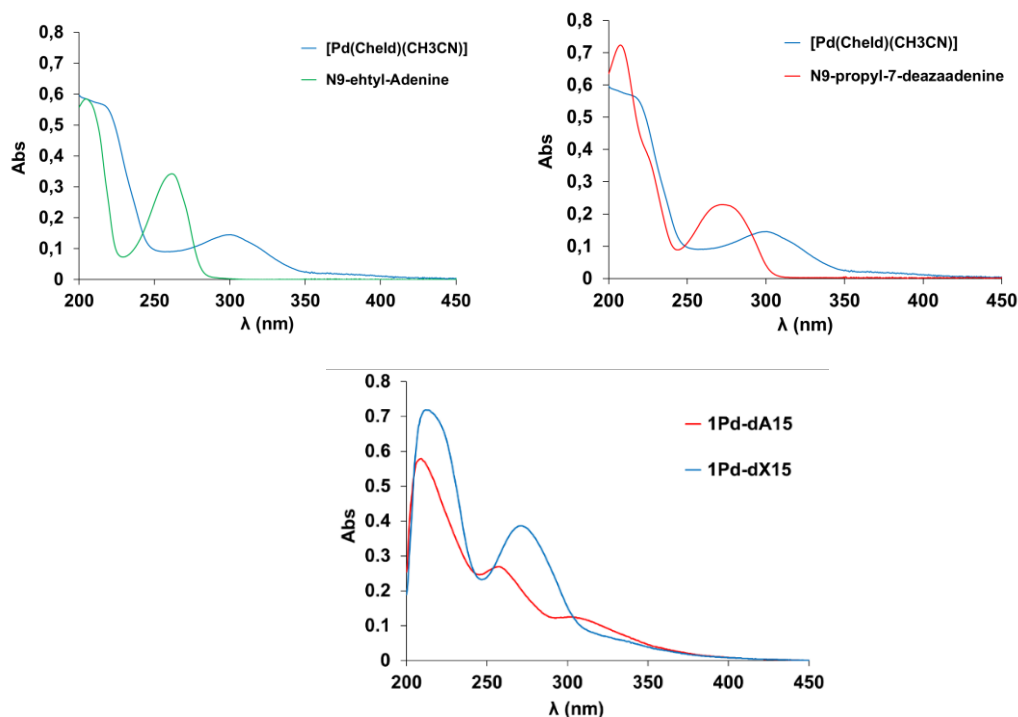 0,8
0,7
0,6
0,5
0,4
0,3
0,2
0,1
0
Abs
200 250 300 350 400 450
λ (nm)
[Pd(Cheld)(CH3CN)]
N9-ehtyl-Adenine
0,8
0,7
0,6
0,5
0,4
0,3
0,2
0,1
0
Abs
200 250 300 350 400 450
λ (nm)
[Pd(Cheld)(CH3CN)]
N9-propyl-7-deazaadenine
0.8
0.7
0.6
0.5
0.4
0.3
0.2
0.1
0
Abs
200 250 300 350 400 450
λ (nm)
1Pd-dA15
1Pd-dX15